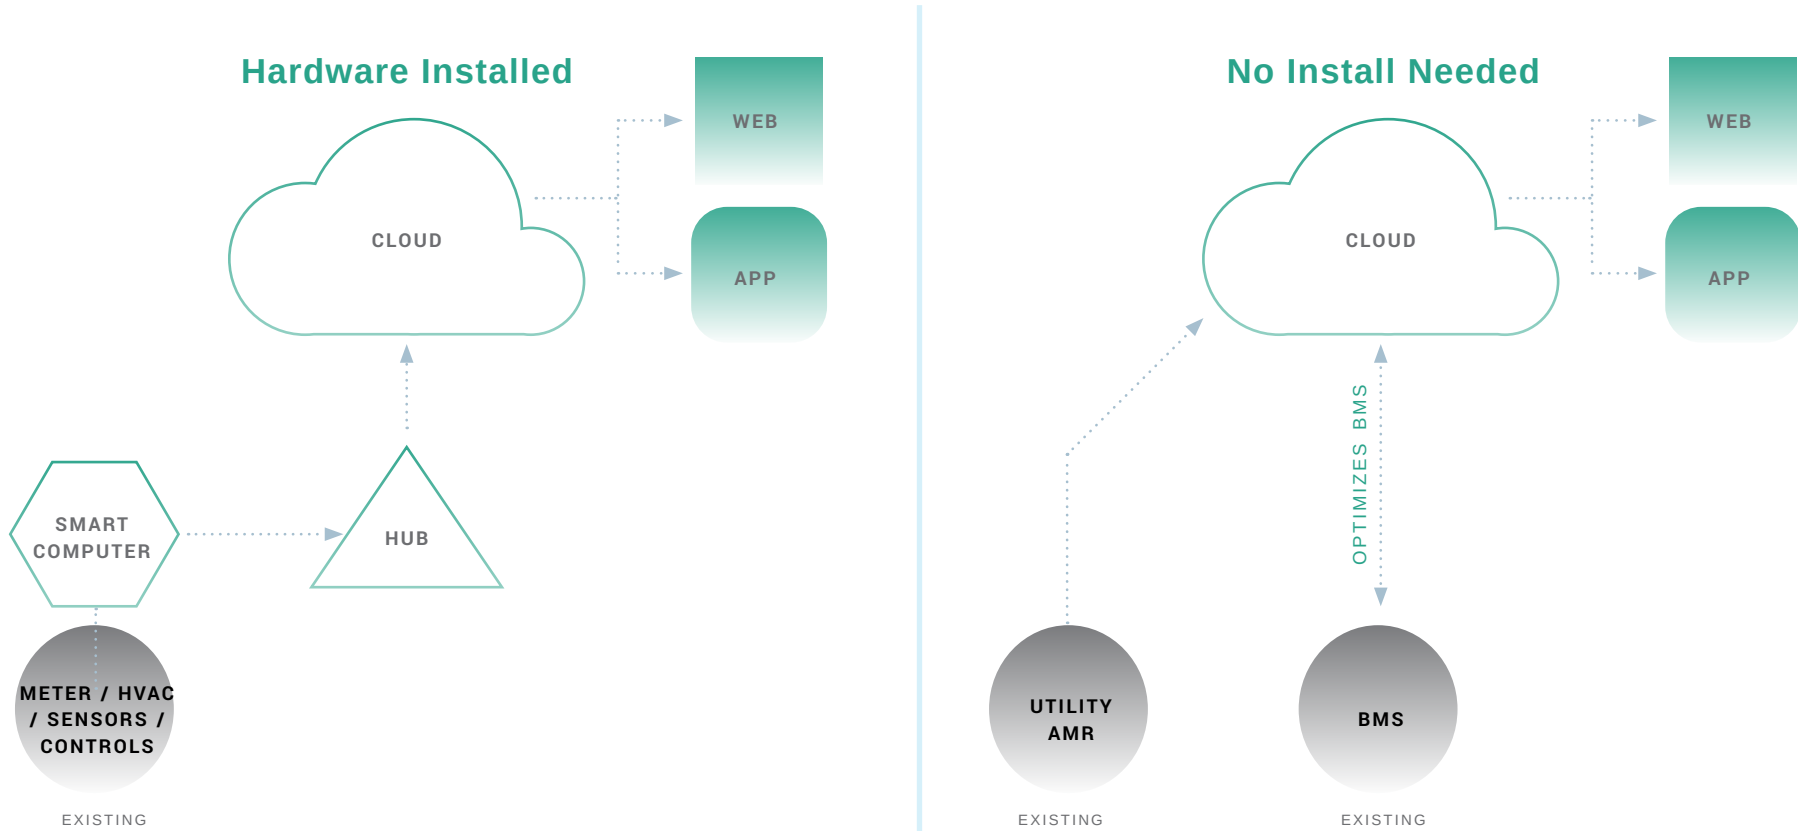 Hardware Installed
WEB
CLOUD
APP
SMART
COMPUTER
HUB
METER / HVAC
/ SENSORS /
CONTROLS
EXISTING
No Install Needed
WEB
CLOUD
APP
OPTIMIZES BMS
UTILITY
AMR
BMS
EXISTING
EXISTING